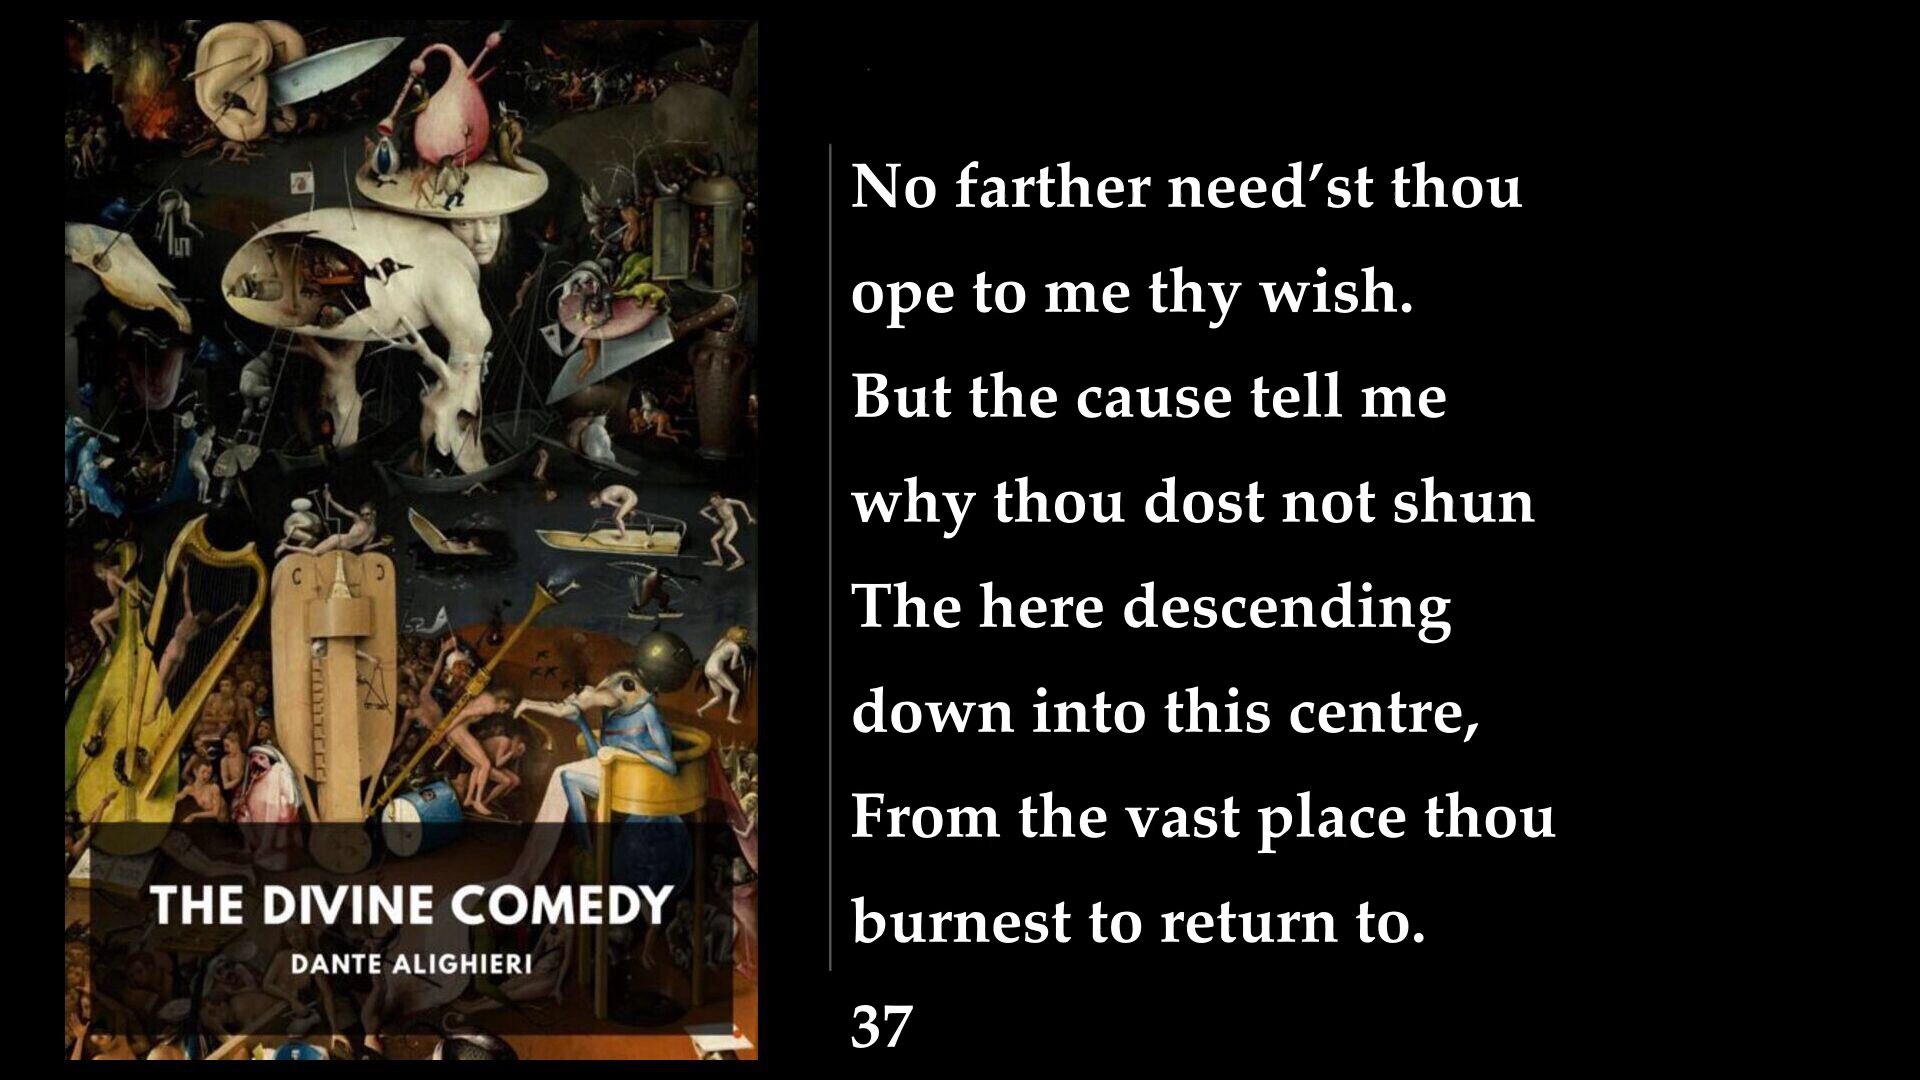 THE DIVINE COMEDY
DANTE ALIGHIERI
No farther need’st thou
ope to me thy wish.
But the cause tell me
why thou dost not shun
The here descending
down into this centre,
From the vast place thou
burnest to return to.
37